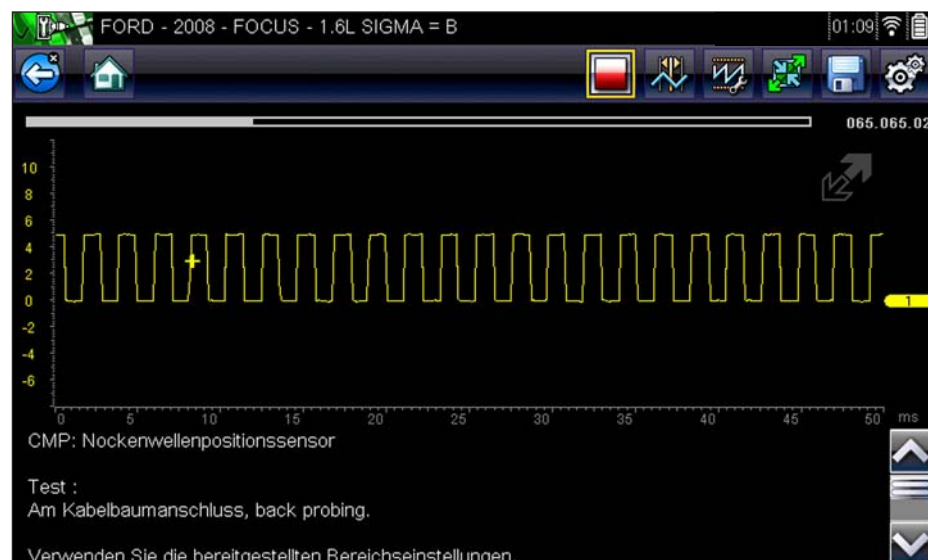 FORD - 2008 - FOCUS - 1.6L SIGMA = B
01:09
065.065.02
10
8
6
4
2
0
-2
-4
-6
1
0 5 10 15 20 25 30 35 40 45 50 ms
CMP: Nockenwellenpositionssensor
Test :
Am Kabelbaumanschluss, back probing.
Verwenden Sie die bereitgestellten Bereichseinstellungen